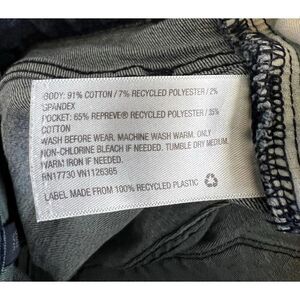 BODY: 91% COTTON / 7% RECYCLED POLYESTER / 2%
SPANDEX
POCKET: 65% REPREVE® RECYCLED POLYESTER / 35%
COTTON
WASH BEFORE WEAR. MACHINE WASH WARM. ONLY
NON-CHLORINE BLEACH IF NEEDED. TUMBLE DRY MEDIUM.
WARM IRON IF NEEDED.
RN17730 VN1126365
LABEL MADE FROM 100% RECYCLED PLASTIC